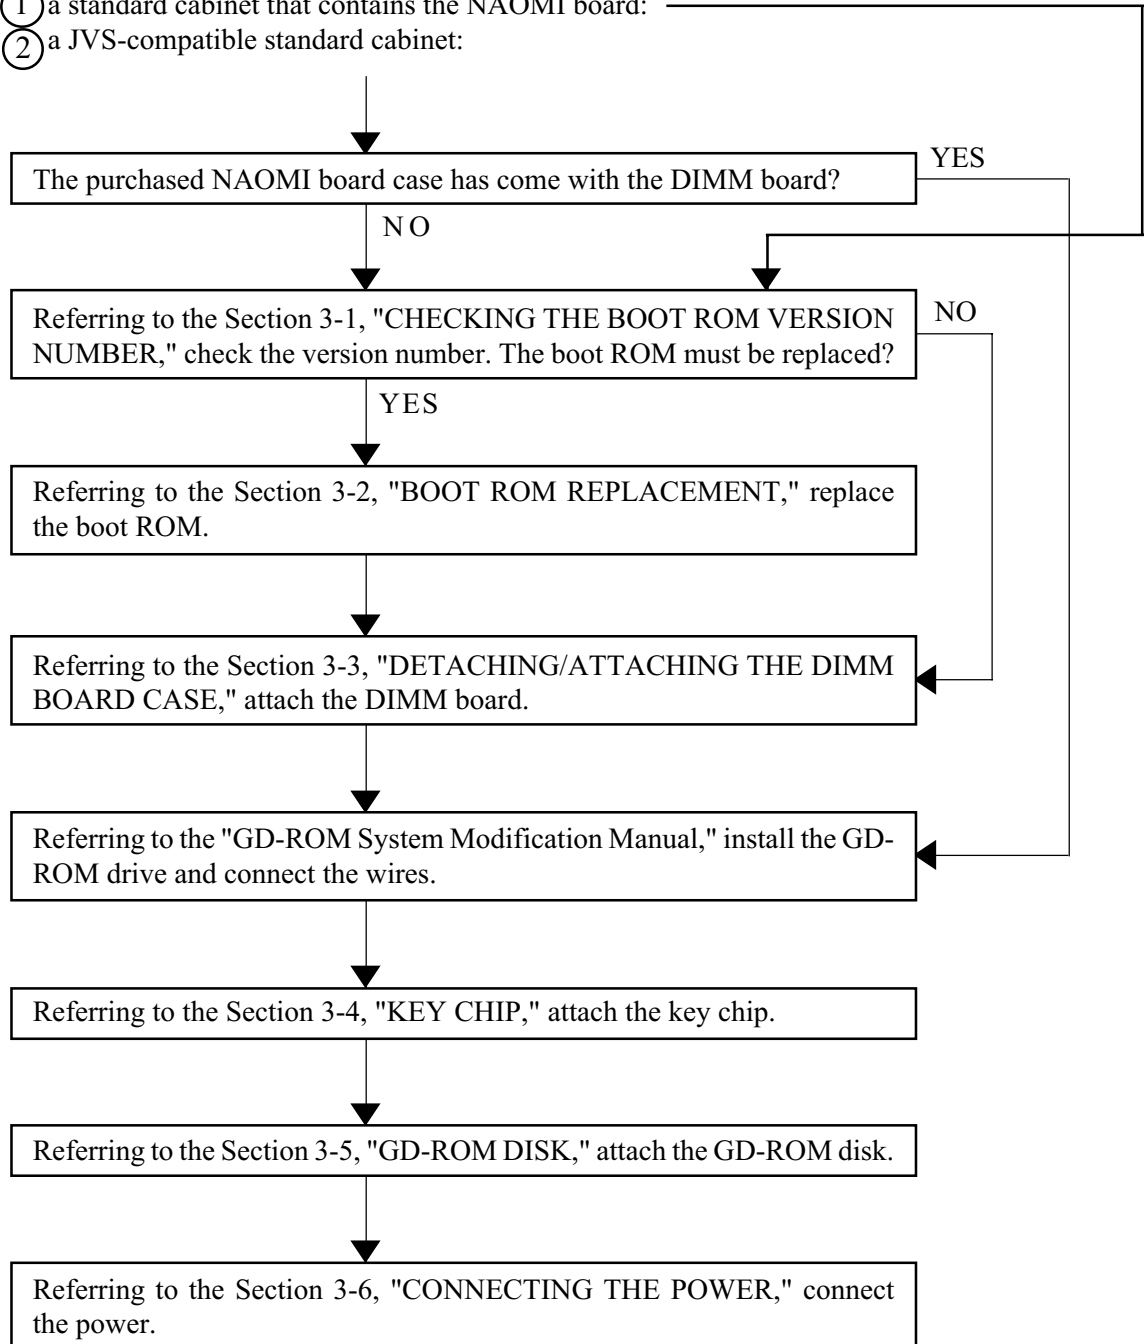 1 a standard cabinet that contains the NAOMI board:
2 a JVS-compatible standard cabinet:
The purchased NAOMI board case has come with the DIMM board?
YES
NO
Referring to the Section 3-1, "CHECKING THE BOOT ROM VERSION
NUMBER," check the version number. The boot ROM must be replaced?
NO
YES
Referring to the Section 3-2, "BOOT ROM REPLACEMENT," replace
the boot ROM.
Referring to the Section 3-3, "DETACHING/ATTACHING THE DIMM
BOARD CASE," attach the DIMM board.
Referring to the "GD-ROM System Modification Manual," install the GD-
ROM drive and connect the wires.
Referring to the Section 3-4, "KEY CHIP," attach the key chip.
Referring to the Section 3-5, "GD-ROM DISK," attach the GD-ROM disk.
Referring to the Section 3-6, "CONNECTING THE POWER," connect
the power.